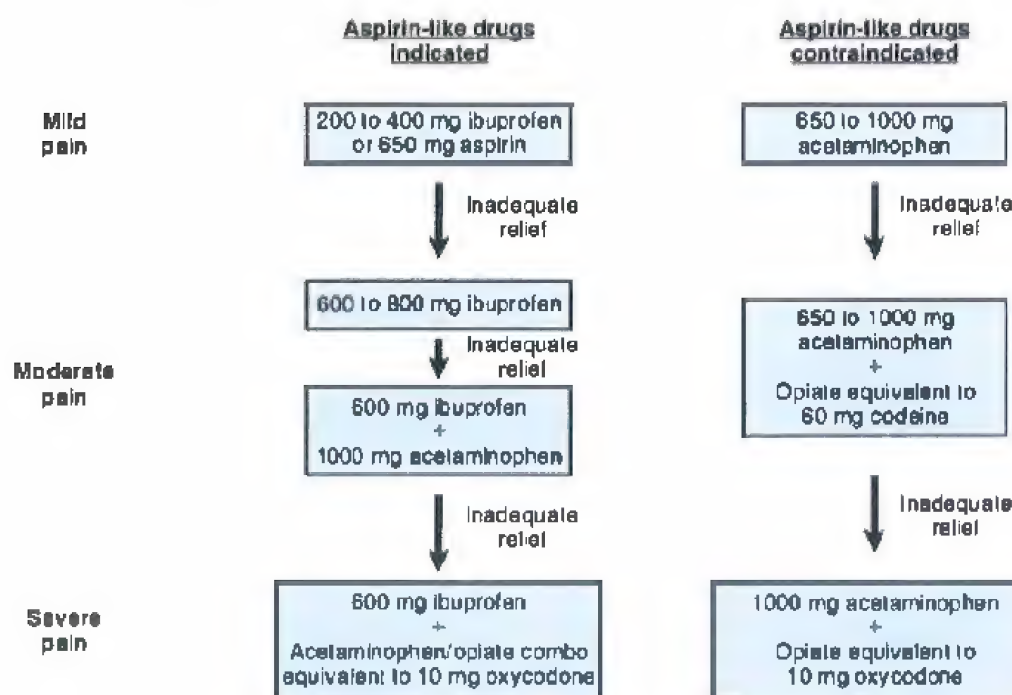 Aspirin-like drugs
indicated
Aspirin-like drugs
contraindicated
Mild
pain
200 to 400 mg ibuprofen
or 650 mg aspirin
650 to 1000 mg
acetaminophen
Inadequate
relief
Inadequate
relief
600 to 800 mg ibuprofen
Inadequate
relief
Moderate
pain
600 mg ibuprofen
+
1000 mg acetaminophen
650 to 1000 mg
acetaminophen
+
Opiate equivalent to
60 mg codeine
Inadequate
relief
Inadequate
relief
Severe
pain
600 mg ibuprofen
+
Acetaminophen/opiate combo
equivalent to 10 mg oxycodone
1000 mg acetaminophen
+
Opiate equivalent to
10 mg oxycodone